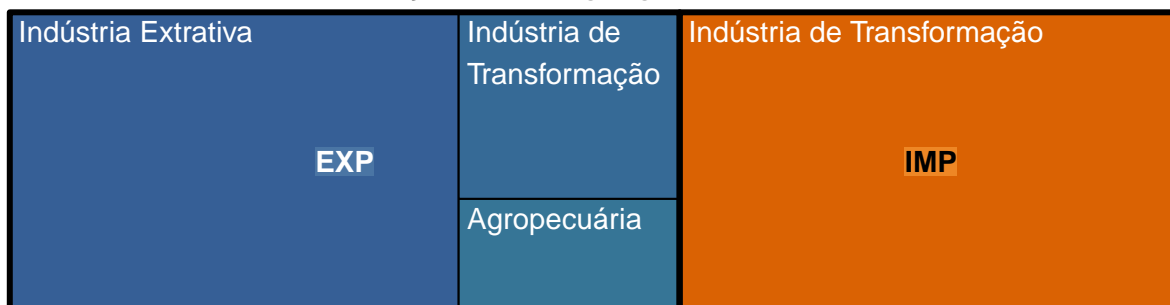 Indústria Extrativa
EXP
Indústria de
Transformação
Agropecuária
Indústria de Transformação
IMP